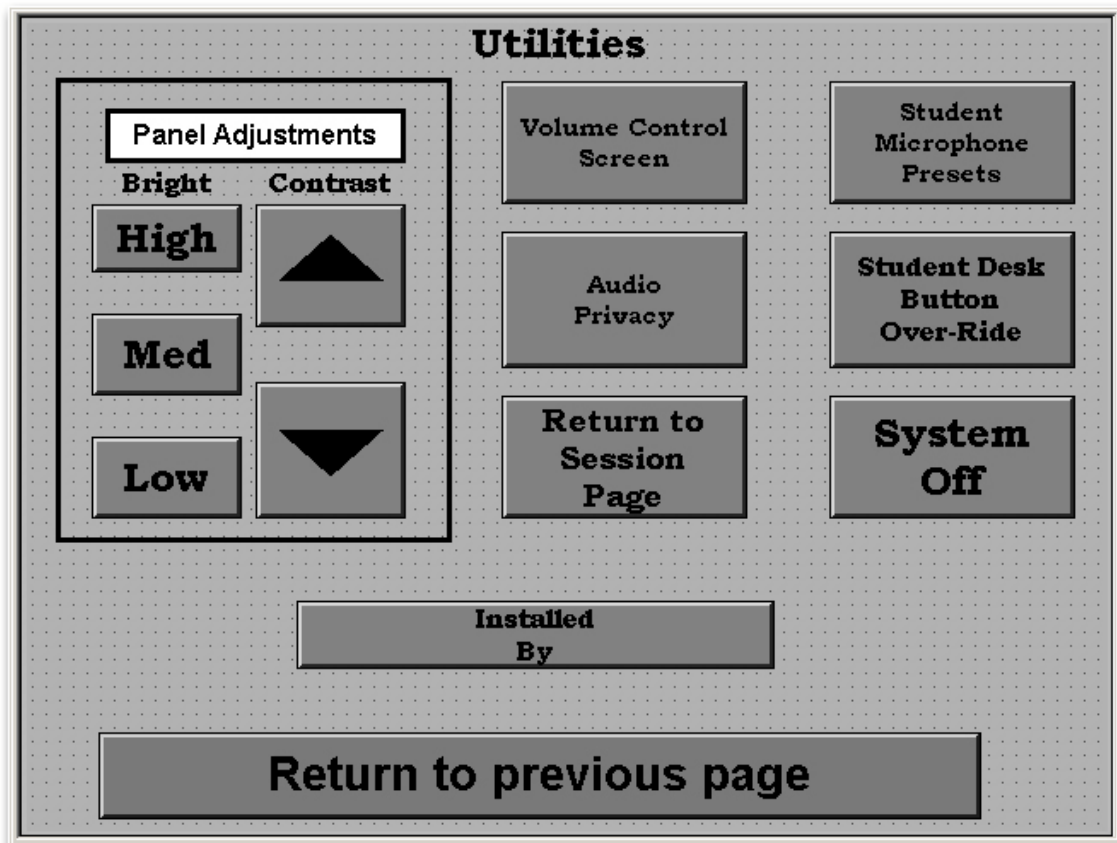 Utilities
Panel Adjustments
Bright Contrast
High
Med
Low
Volume Control
Screen
Student
Microphone
Presets
Audio
Privacy
Student Desk
Button
Over-Ride
Return to
Session
Page
System
Off
Installed
By
Return to previous page